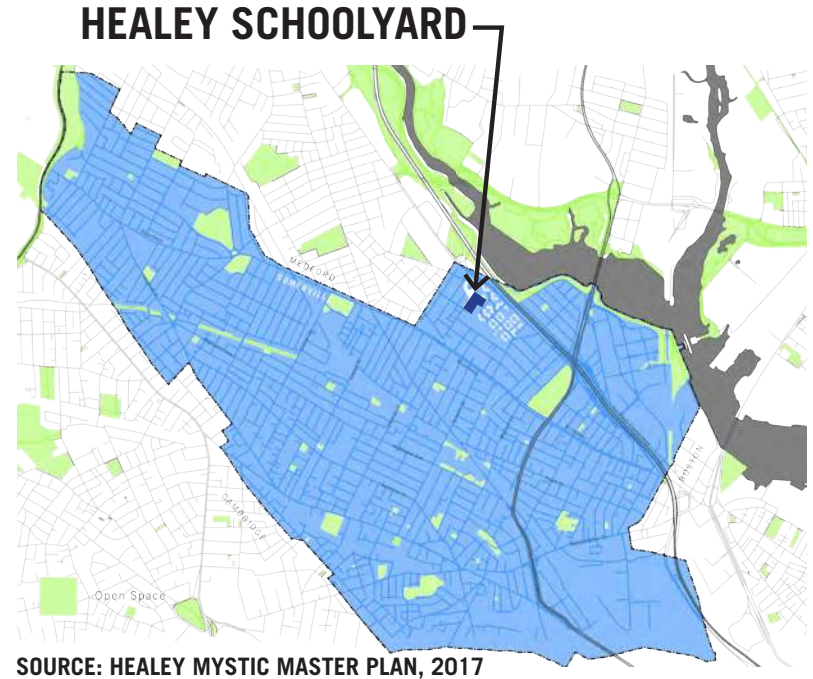 HEALEY SCHOOLYARD
MEDFORD
SOMERVILLE
BOSTON
CAMBRIDGE
Open Space
SOURCE: HEALEY MYSTIC MASTER PLAN, 2017